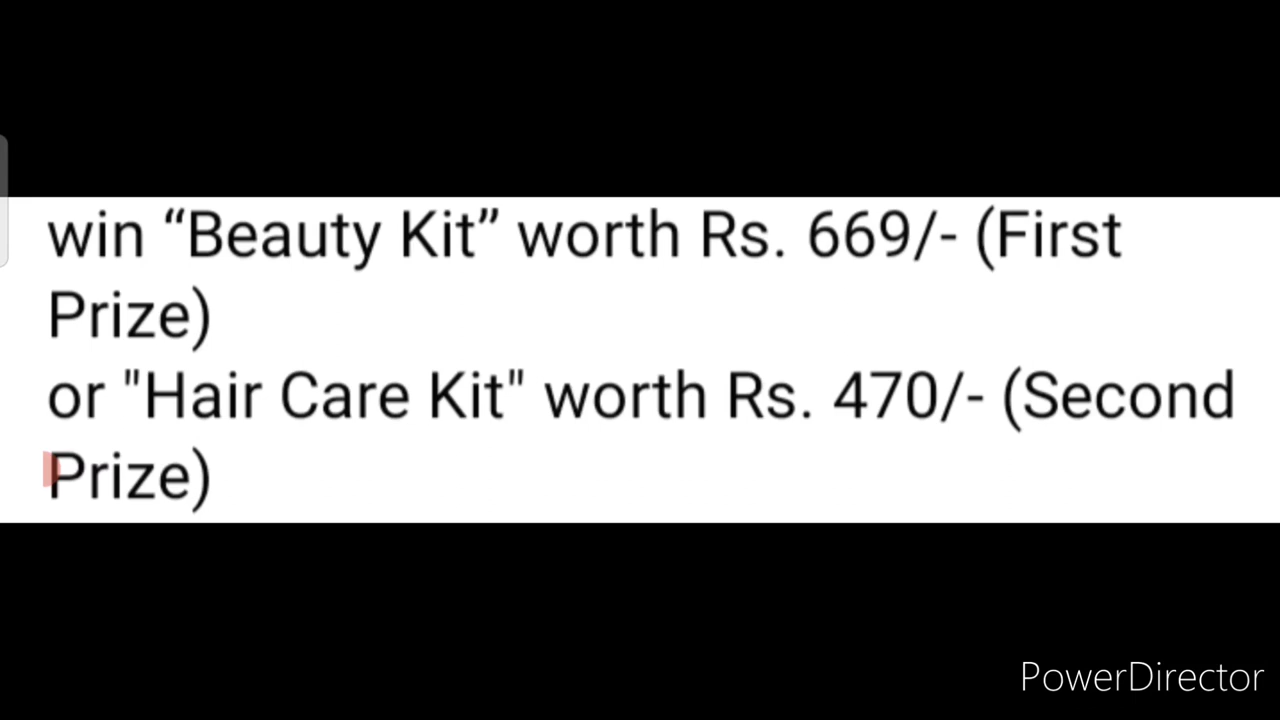 win “Beauty Kit” worth Rs. 669/- (First
Prize)
or "Hair Care Kit" worth Rs. 470/- (Second
Prize)
PowerDirector